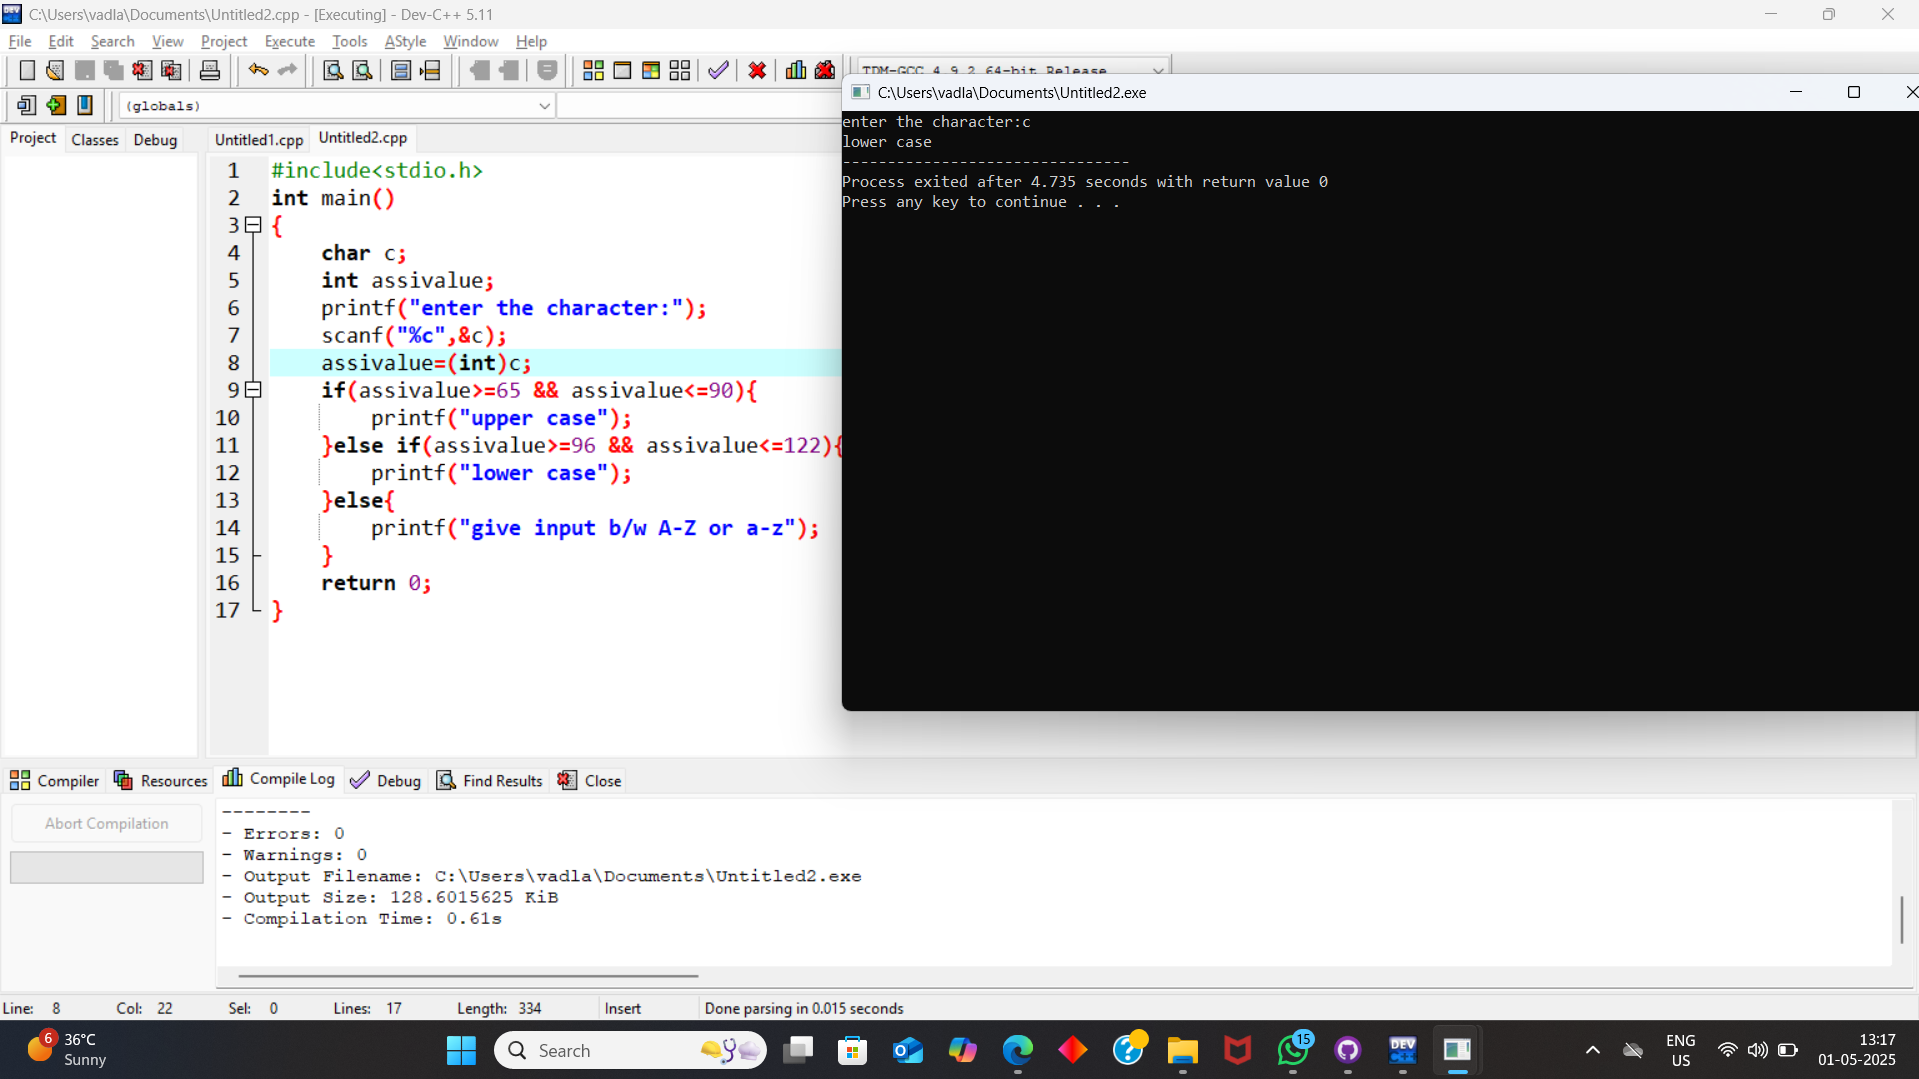 C:\Users\vadla\Documents\Untitled2.cpp - [Executing] - Dev-C++ 5.11
File Edit Search View Project Execute Tools AStyle Window Help
TDM-GCC 4.9.2 64-bit Release
(globals)
Project Classes Debug
Untitled1.cpp Untitled2.cpp
1 #include<stdio.h>
2 int main()
3 {
4 char c;
5 int assivalue;
6 printf("enter the character:");
7 scanf("%c",&c);
8 assivalue=(int)c;
9 if(assivalue>=65 && assivalue<=90){
10 printf("upper case");
11 }else if(assivalue>=96 && assivalue<=122){
12 printf("lower case");
13 }else{
14 printf("give input b/w A-Z or a-z");
15 }
16 return 0;
17 }
C:\Users\vadla\Documents\Untitled2.exe
enter the character:c
lower case
--------------------------------
Process exited after 4.735 seconds with return value 0
Press any key to continue . . .
Compiler Resources Compile Log Debug Find Results Close
Abort Compilation
--------
- Errors: 0
- Warnings: 0
- Output Filename: C:\Users\vadla\Documents\Untitled2.exe
- Output Size: 128.6015625 KiB
- Compilation Time: 0.61s
Line: 8 Col: 22 Sel: 0 Lines: 17 Length: 334 Insert Done parsing in 0.015 seconds
6
36°C
Sunny
Search
15
DEV
C++
ENG
US
13:17
01-05-2025